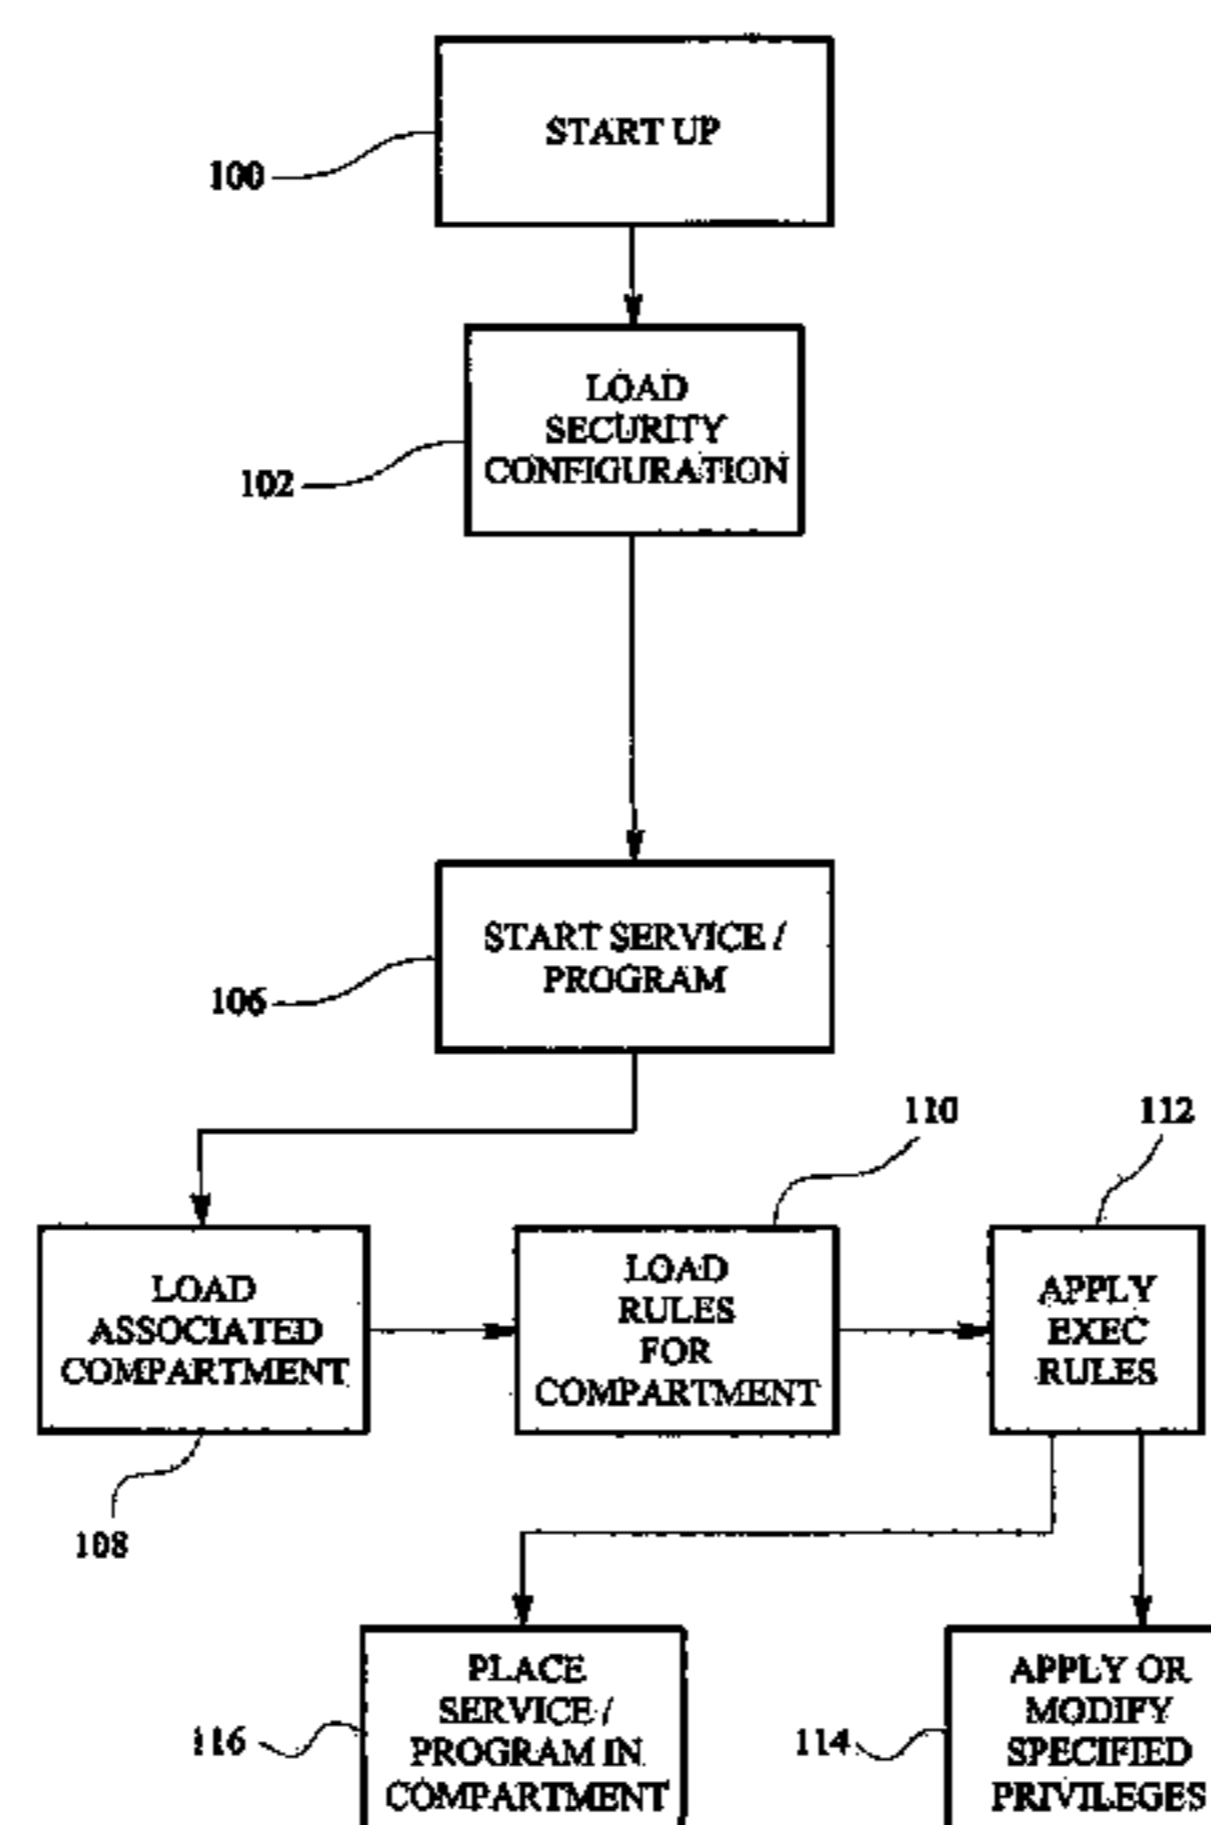 START UP
100
LOAD
SECURITY
CONFIGURATION
102
START SERVICE /
PROGRAM
106
110
112
LOAD
ASSOCIATED
COMPARTMENT
LOAD
RULES
FOR
COMPARTMENT
APPLY
EXEC
RULES
108
PLACE
SERVICE /
PROGRAM IN
COMPARTMENT
116
APPLY OR
MODIFY
SPECIFIED
PRIVILEGES
114